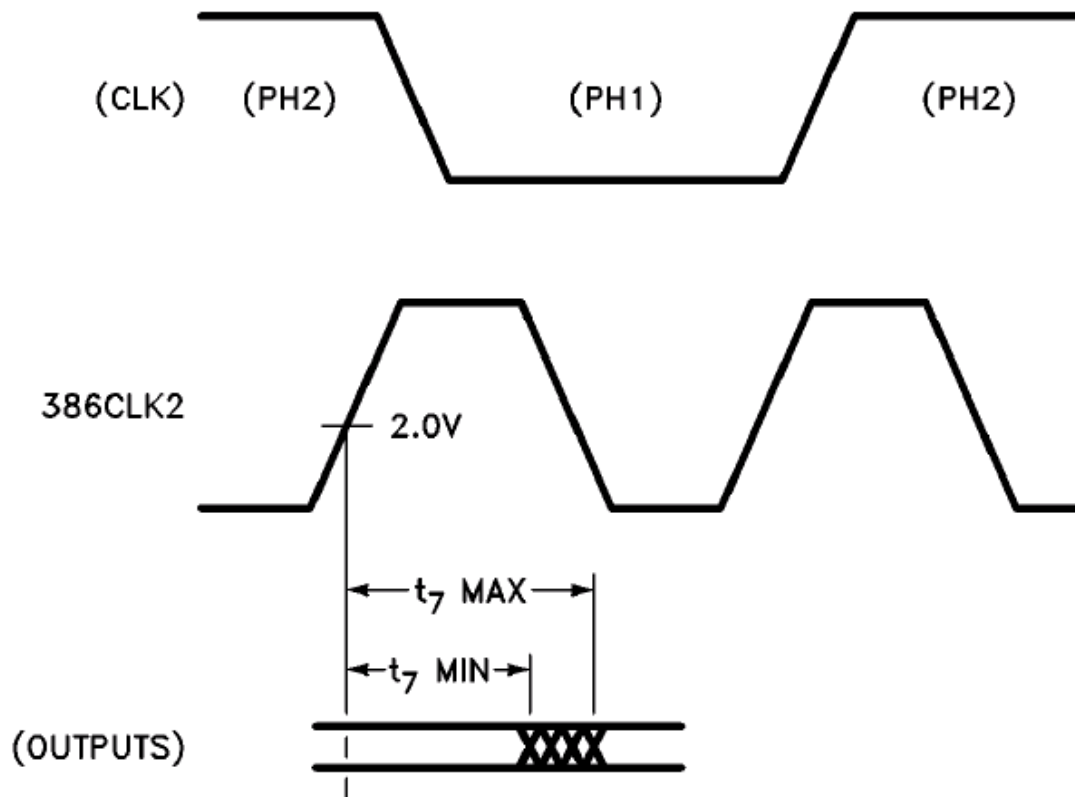 (CLK) (PH2) (PH1) (PH2)
386CLK2 2.0V
t₇ MAX
t₇ MIN
(OUTPUTS)